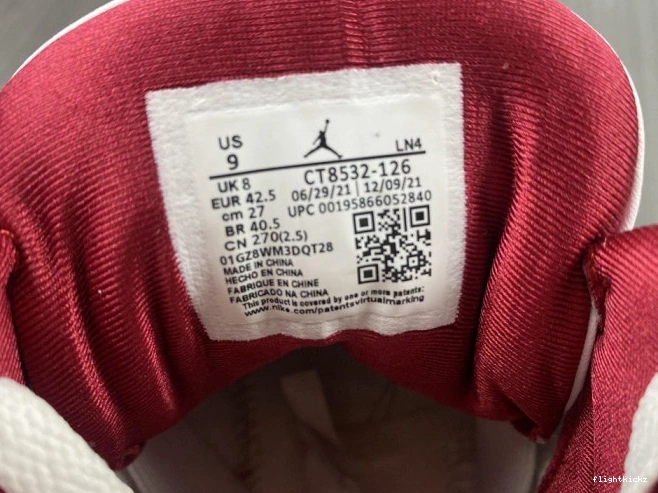 US
9
LN4
UK 8
CT8532-126
EUR 42.5
06/29/21 | 12/09/21
cm 27
UPC 00195866052840
BR 40.5
CN 270(2.5)
01GZ8WM3DQT28
MADE IN CHINA
HECHO EN CHINA
FABRIQUE EN CHINE
FABRICADO NA CHINA
This product is covered by one or more patents:
www.nike.com/patentsvirtualmarking
flightkickz